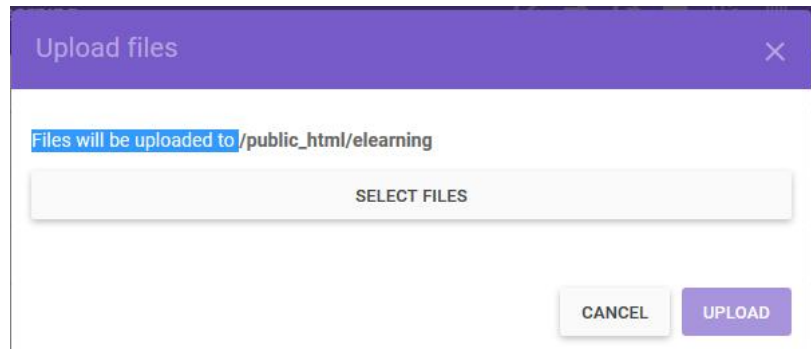 Upload files
Files will be uploaded to /public_html/elearning
SELECT FILES
CANCEL UPLOAD